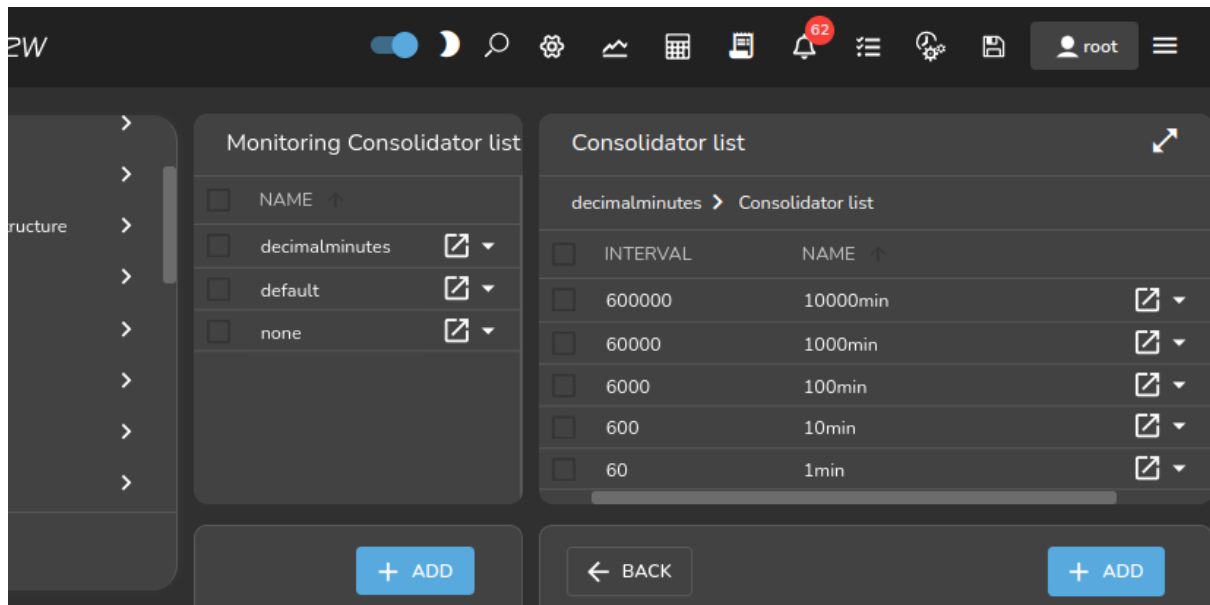 ew
62
root
ructure
Monitoring Consolidator list
NAME
decimalminutes
default
none
+ ADD
Consolidator list
decimalminutes > Consolidator list
INTERVAL NAME
600000 10000min
60000 1000min
6000 100min
600 10min
60 1min
BACK
+ ADD